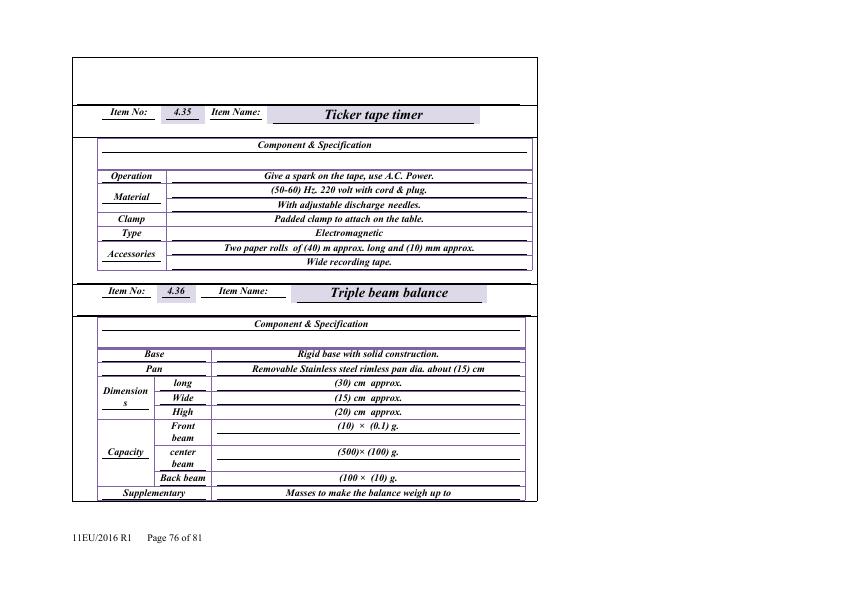 Item No: 4.35 Item Name: Ticker tape timer
Component & Specification
Operation Give a spark on the tape, use A.C. Power.
Material (50-60) Hz. 220 volt with cord & plug.
With adjustable discharge needles.
Clamp Padded clamp to attach on the table.
Type Electromagnetic
Accessories Two paper rolls of (40) m approx. long and (10) mm approx.
Wide recording tape.
Item No: 4.36 Item Name: Triple beam balance
Component & Specification
Base Rigid base with solid construction.
Pan Removable Stainless steel rimless pan dia. about (15) cm
Dimension
s
long (30) cm approx.
Wide (15) cm approx.
High (20) cm approx.
Capacity
Front
beam
(10) × (0.1) g.
center
beam
(500)× (100) g.
Back beam (100 × (10) g.
Supplementary Masses to make the balance weigh up to
11EU/2016 R1 Page 76 of 81